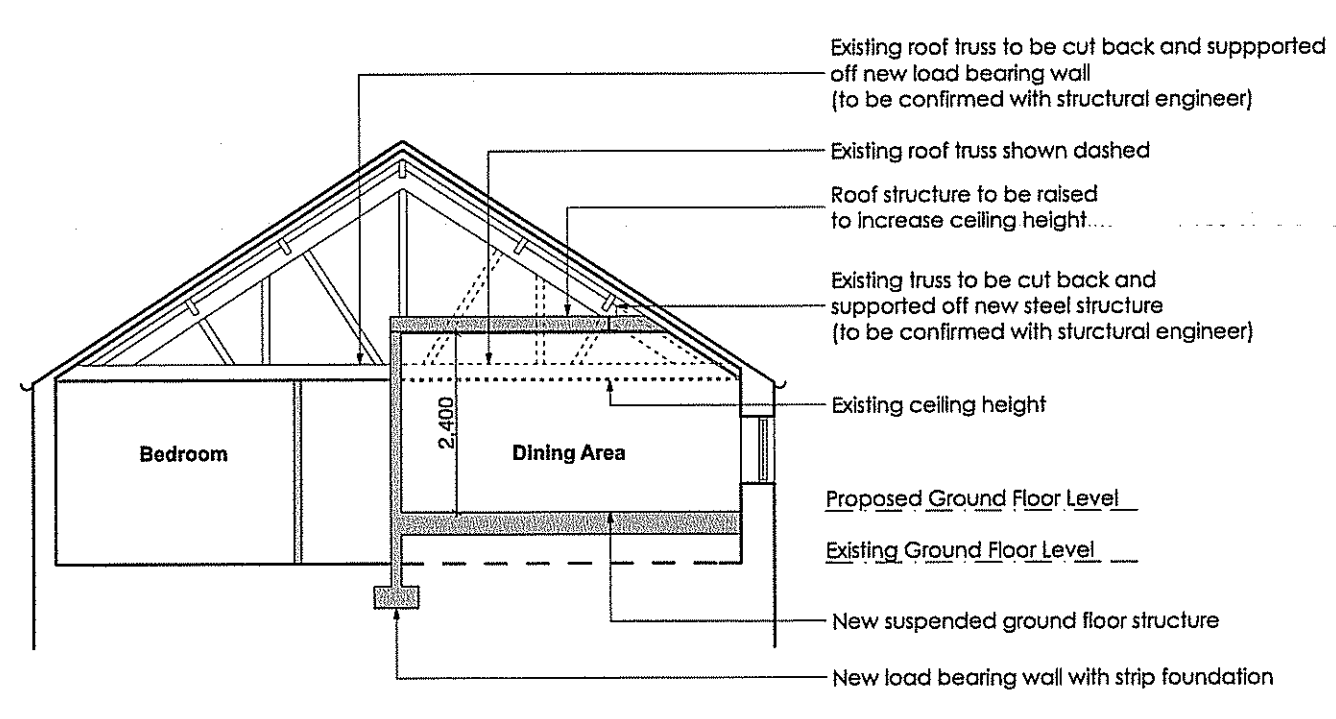 Existing roof truss to be cut back and suppported
off new load bearing wall
(to be confirmed with structural engineer)
Existing roof truss shown dashed
Roof structure to be raised
to increase ceiling height
Existing truss to be cut back and
supported off new steel structure
(to be confirmed with sturctural engineer)
Existing ceiling height
2,400
Bedroom
Dining Area
Proposed Ground Floor Level
Existing Ground Floor Level
New suspended ground floor structure
New load bearing wall with strip foundation